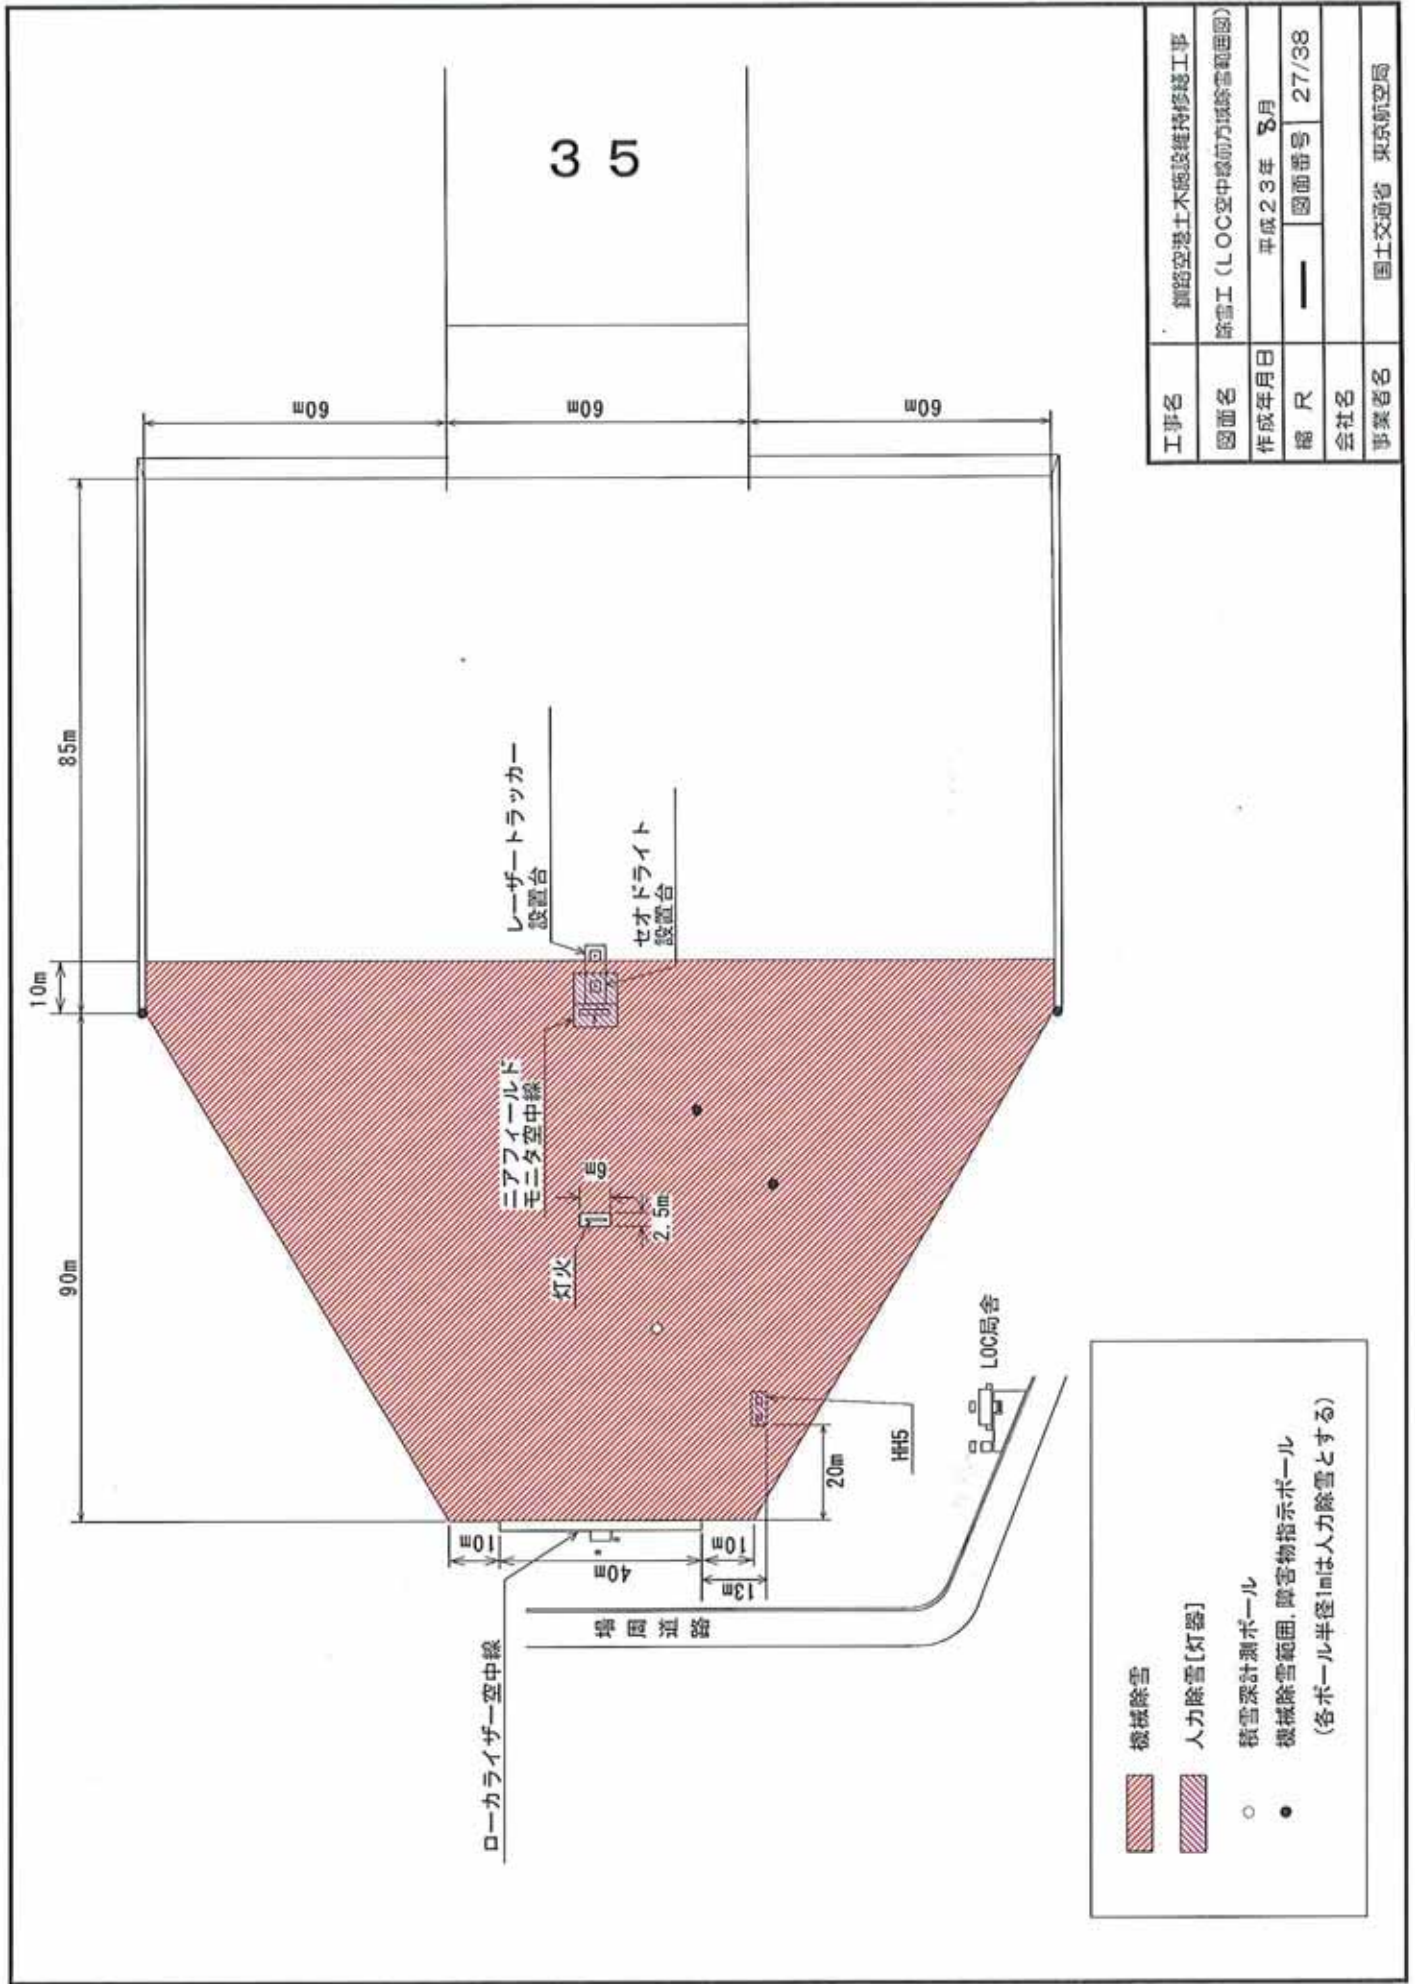 35
60m
60m
60m
85m
10m
90m
レーザートラッカー
設置台
セオドライト
設置台
ニアフィールド
モニタ空中線
灯火
6m
2.5m
HH5
20m
LOC局舎
10m
40m
10m
13m
場周道路
ローカライザー空中線
機械除雪
人力除雪[灯器]
積雪深計測ポール
機械除雪範囲,障害物指示ポール
(各ポール半径1mは人力除雪とする)
工事名 釧路空港土木施設維持修繕工事
図面名 除雪工(LOC空中線前方域除雪範囲図)
作成年月日 平成23年 8月
縮尺 ― 図面番号 27/38
会社名
事業者名 国土交通省 東京航空局